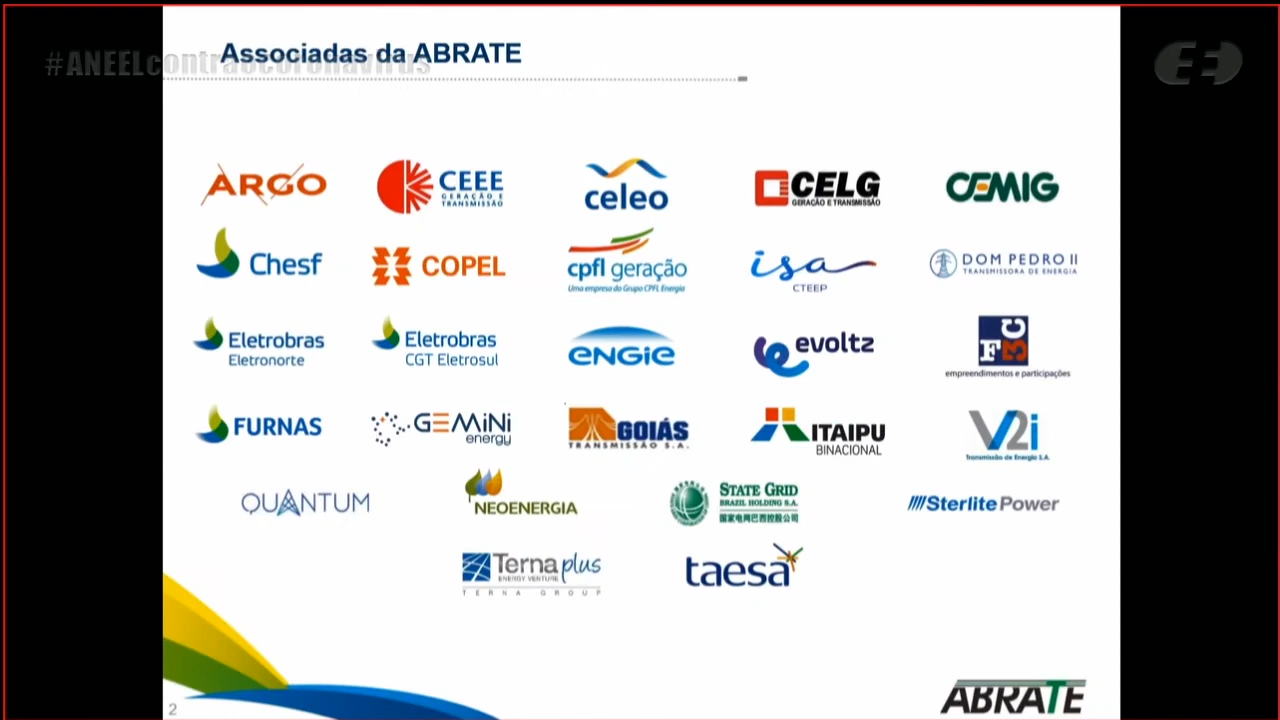 #ANEELcontraocoronavirus
Associadas da ABRATE
ARGO
CEEE
GERAÇÃO E
TRANSMISSÃO
celeo
CELG
GERAÇÃO E TRANSMISSÃO
CEMIG
Chesf
COPEL
cpfl geração
Uma empresa do Grupo CPFL Energia
isa
CTEEP
DOM PEDRO II
TRANSMISSORA DE ENERGIA
Eletrobras
Eletronorte
Eletrobras
CGT Eletrosul
ENGIE
evoltz
F3C
empreendimentos e participações
FURNAS
GEMiNi
energy
GOIÁS
TRANSMISSÃO S.A.
ITAIPU
BINACIONAL
V2i
Transmissão de Energia S.A.
QUANTUM
NEOENERGIA
STATE GRID
BRAZIL HOLDING S.A.
国家电网巴西控股公司
Sterlite Power
Terna plus
ENERGY VENTURE
TERNA GROUP
taesa
2
ABRATE